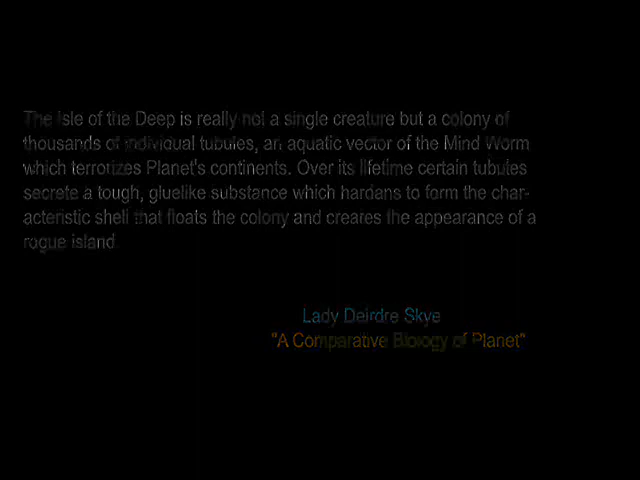 The Isle of the Deep is really not a single creature but a colony of
thousands of individual tubules, an aquatic vector of the Mind Worm
which terrorizes Planet's continents. Over its lifetime certain tubules
secrete a tough, gluelike substance which hardens to form the char-
acteristic shell that floats the colony and creates the appearance of a
rogue island
Lady Deirdre Skye
"A Comparative Biology of Planet"